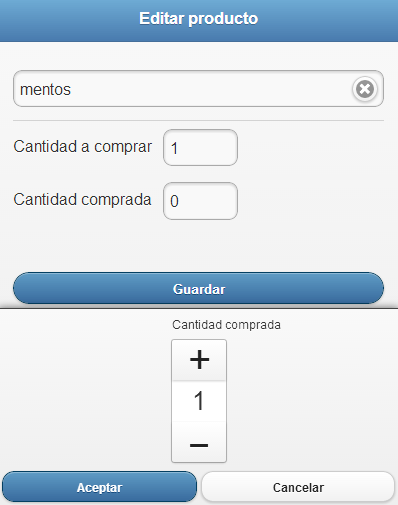 Editar producto
mentos
Cantidad a comprar 1
Cantidad comprada 0
Guardar
Cantidad comprada
+
1
−
Aceptar Cancelar